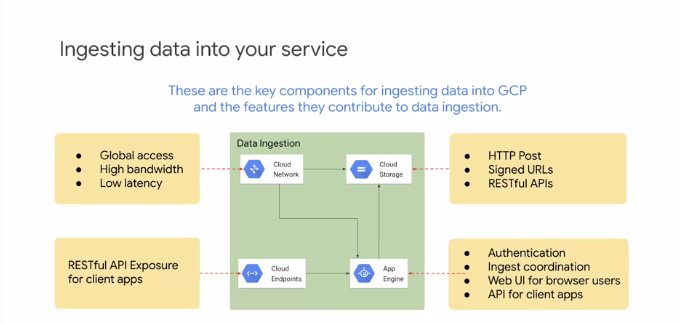 Ingesting data into your service
These are the key components for ingesting data into GCP
and the features they contribute to data ingestion.
Global access
High bandwidth
Low latency
Data Ingestion
Cloud
Network
Cloud
Storage
HTTP Post
Signed URLs
RESTful APIs
RESTful API Exposure
for client apps
Cloud
Endpoints
App
Engine
Authentication
Ingest coordination
Web UI for browser users
API for client apps